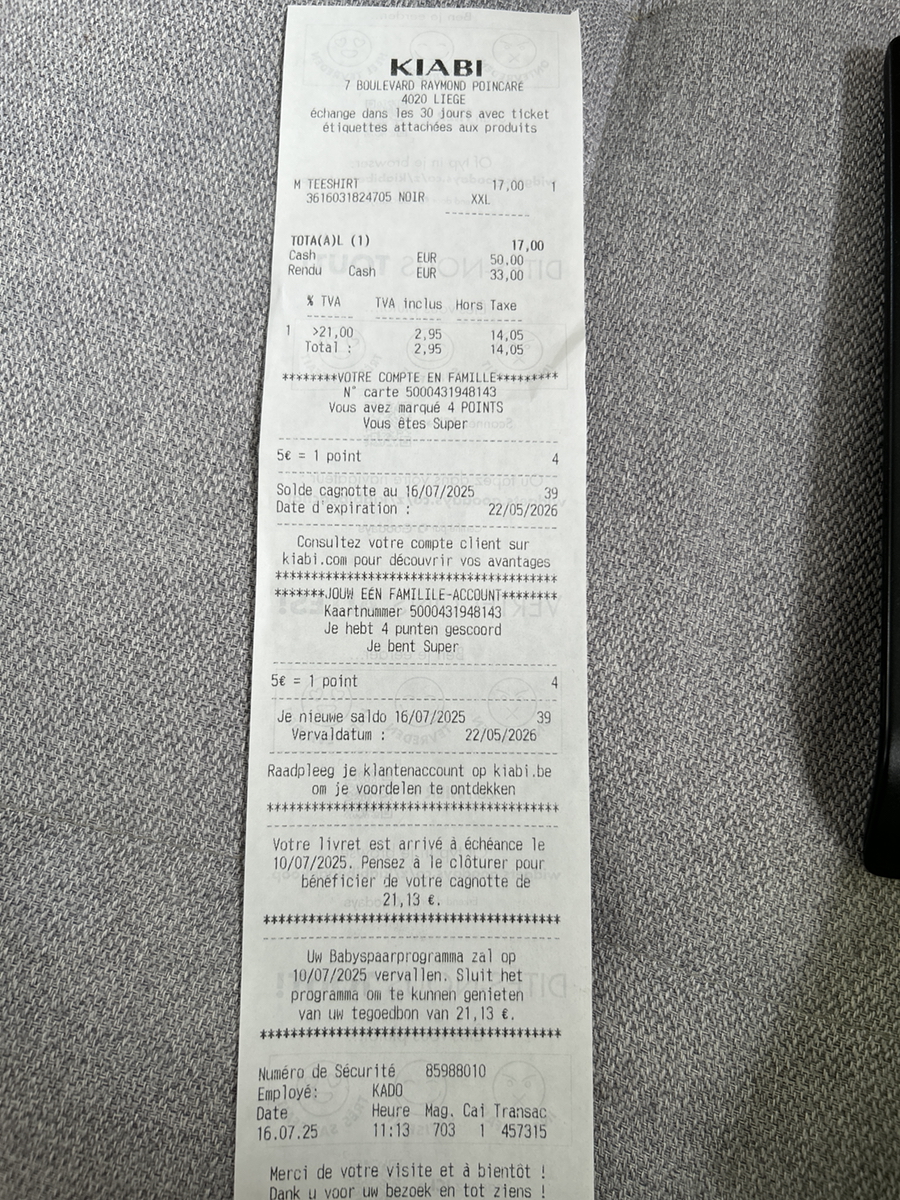 KIABI
7 BOULEVARD RAYMOND POINCARE
4020 LIEGE
échange dans les 30 jours avec ticket
étiquettes attachées aux produits
M TEESHIRT 17,00 1
3616031824705 NOIR XXL
TOTA(A)L (1) 17,00
Cash EUR 50,00
Rendu Cash EUR 33,00
% TVA TVA inclus Hors Taxe
1 >21,00 2,95 14,05
Total : 2,95 14,05
********VOTRE COMPTE EN FAMILLE*********
N° carte 5000431948143
Vous avez marqué 4 POINTS
Vous êtes Super
5€ = 1 point 4
Solde cagnotte au 16/07/2025 39
Date d'expiration : 22/05/2026
Consultez votre compte client sur
kiabi.com pour découvrir vos avantages
****************************************
*******JOUW EEN FAMILILE-ACCOUNT********
Kaartnummer 5000431948143
Je hebt 4 punten gescoord
Je bent Super
5€ = 1 point 4
Je nieuwe saldo 16/07/2025 39
Vervaldatum : 22/05/2026
Raadpleeg je klantenaccount op kiabi.be
om je voordelen te ontdekken
****************************************
Votre livret est arrivé à échéance le
10/07/2025. Pensez à le clôturer pour
bénéficier de votre cagnotte de
21,13 €.
****************************************
Uw Babyspaarprogramma zal op
10/07/2025 vervallen. Sluit het
programma om te kunnen genieten
van uw tegoedbon van 21,13 €.
****************************************
Numéro de Sécurité 85988010
Employé: KADO
Date Heure Mag. Cai Transac
16.07.25 11:13 703 1 457315
Merci de votre visite et à bientôt !
Dank u voor uw bezoek en tot ziens !